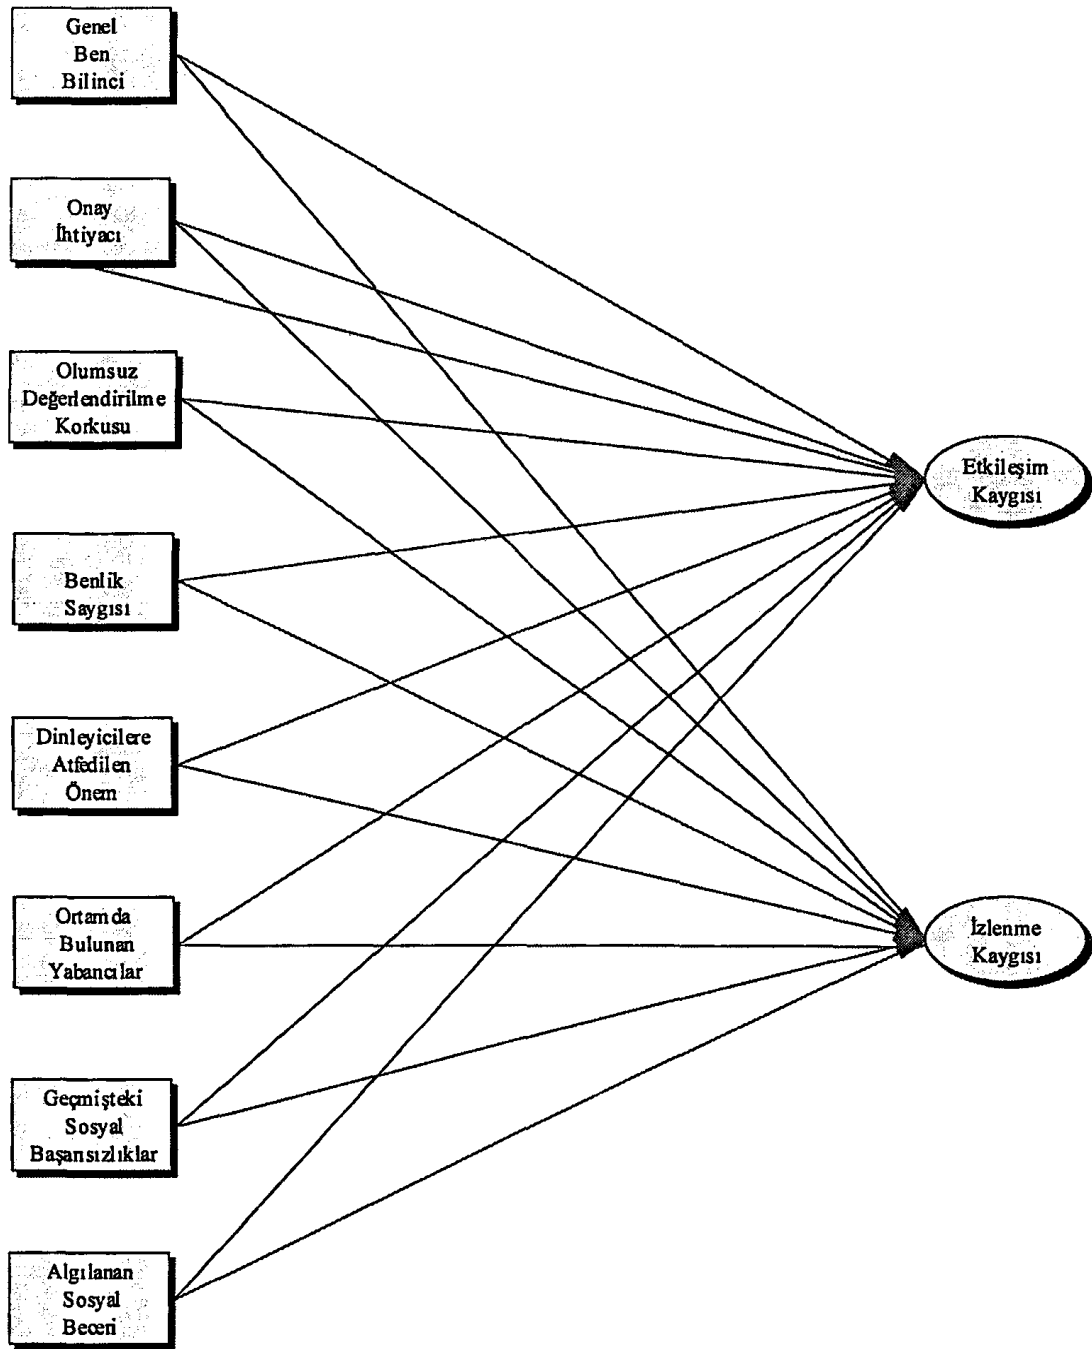 Genel
Ben
Bilinci
Onay
İhtiyacı
Olumsuz
Değerlendirilme
Korkusu
Benlik
Saygısı
Dinleyicilere
Atfedilen
Önem
Ortamda
Bulunan
Yabancılar
Geçmişteki
Sosyal
Başarısızlıklar
Algılanan
Sosyal
Beceri
Etkileşim
Kaygısı
İzlenme
Kaygısı